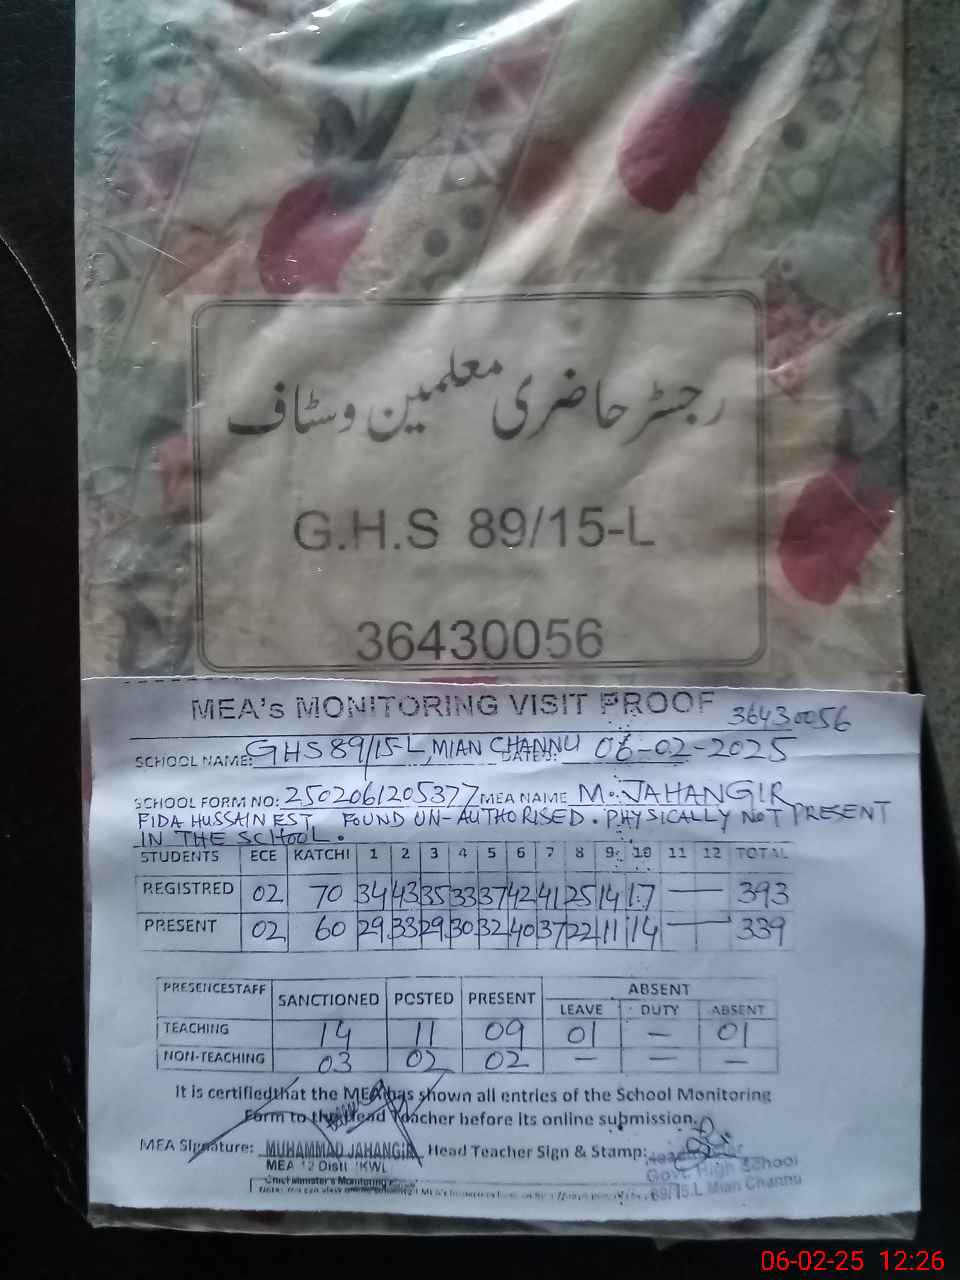 رجسٹر حاضری معلمین وسٹاف
G.H.S 89/15-L
36430056
MEA's MONITORING VISIT PROOF 36430056
SCHOOL NAME: GHS 89/15-L, MIAN CHANNU DATE: 06-02-2025
SCHOOL FORM NO: 2502061205377 MEA NAME M. JAHANGIR
FIDA HUSSAIN EST FOUND UN-AUTHORISED. PHYSICALLY NOT PRESENT
IN THE SCHOOL.
STUDENTS ECE KATCHI 1 2 3 4 5 6 7 8 9 10 11 12 TOTAL
REGISTRED 02 70 34 43 35 33 37 42 41 25 14 17 — 393
PRESENT 02 60 29 33 29 30 32 40 37 22 11 14 — 339
PRESENCESTAFF SANCTIONED POSTED PRESENT ABSENT
LEAVE DUTY ABSENT
TEACHING 14 11 09 01 — 01
NON-TEACHING 03 02 02 — — —
It is certifiedthat the MEA has shown all entries of the School Monitoring
Form to the Head Teacher before its online submission.
MEA Signature: MUHAMMAD JAHANGIR Head Teacher Sign & Stamp:
MEA 12 Distt KWL
Govt. High School
Chief Minister's Monitoring
89/15.L Mian Channu
06-02-25 12:26